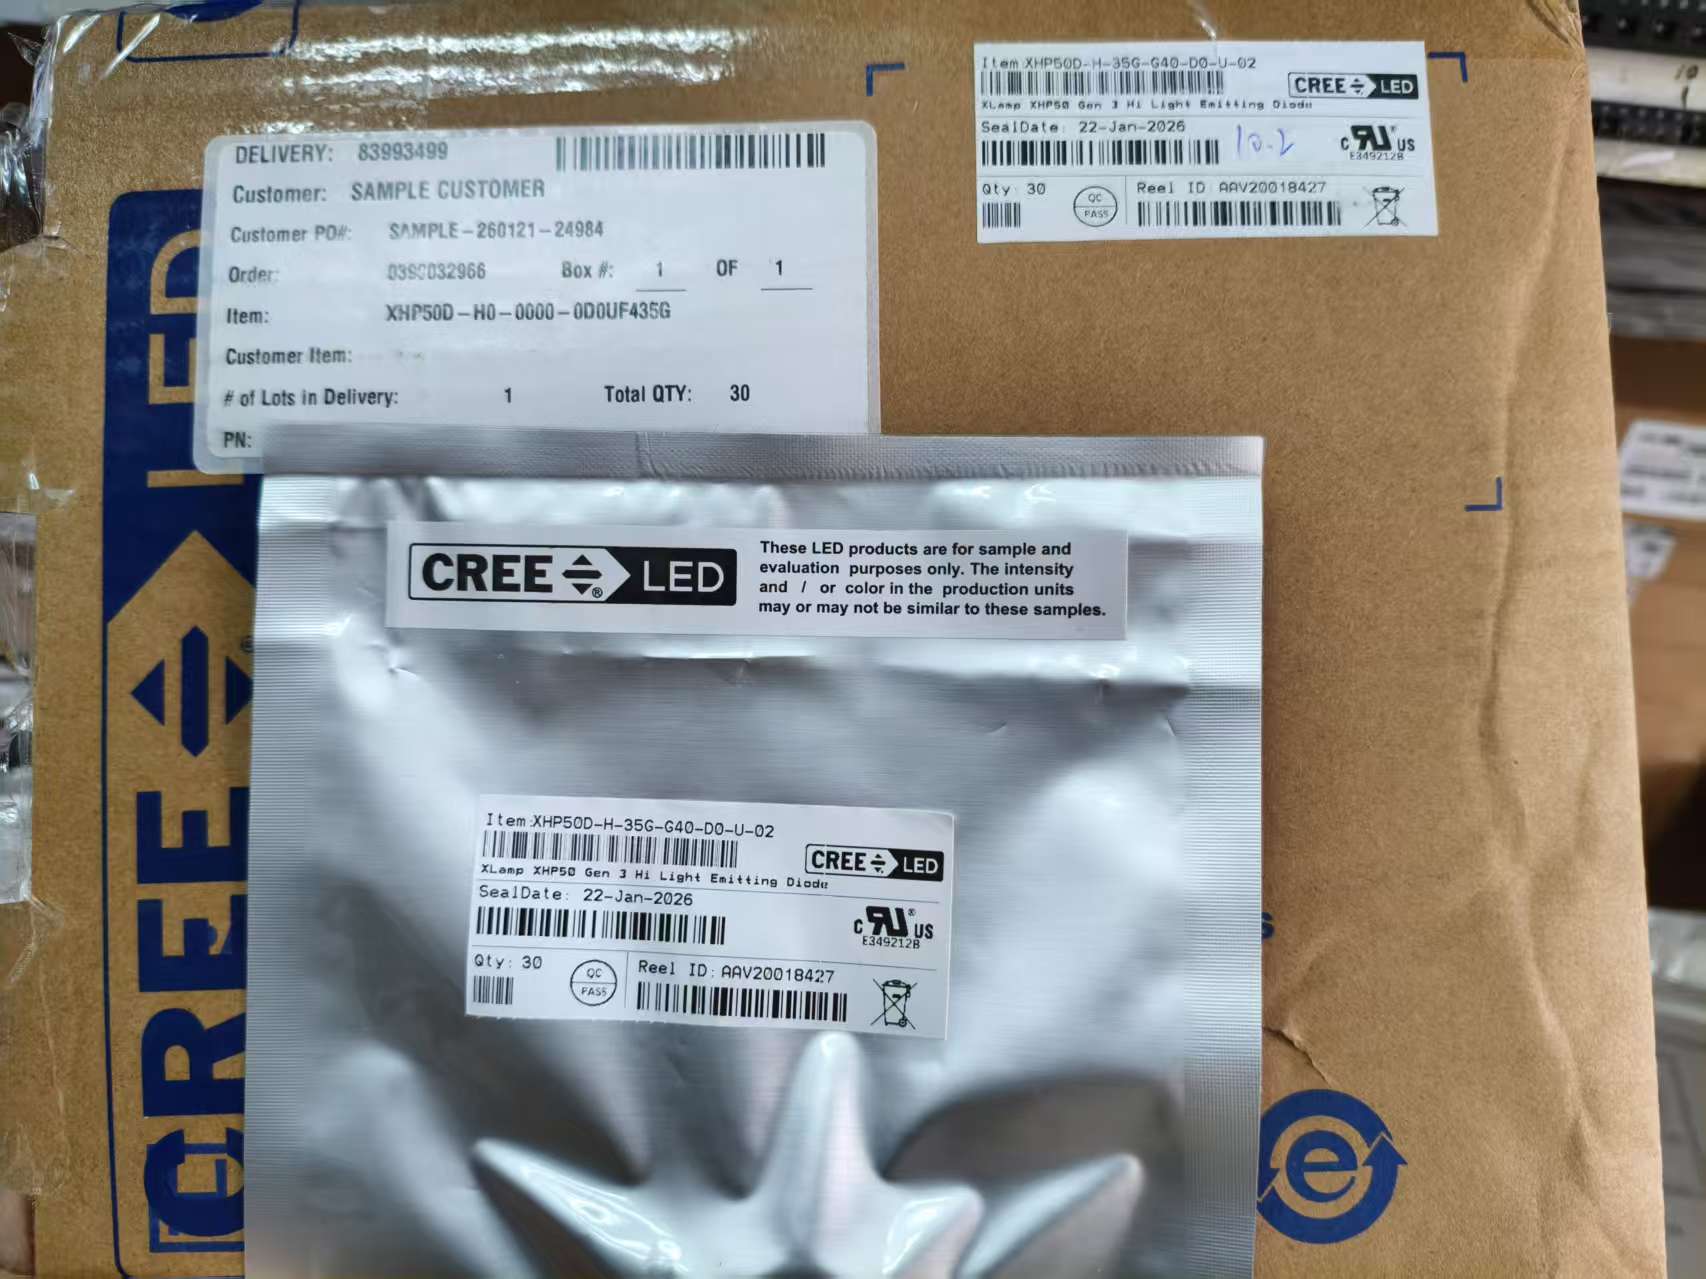 DELIVERY: 83993499
Customer: SAMPLE CUSTOMER
Customer PO#: SAMPLE-260121-24984
Order: Box #: 1 OF 1
Item: XHP50D-H0-0000-0D0UF435G
Customer Item:
# of Lots in Delivery: 1 Total QTY: 30
PN:
Item:XHP50D-H-35G-G40-D0-U-02
CREE LED
XLamp XHP50 Gen 3 Hi Light Emitting Diode
SealDate: 22-Jan-2026
10.2
c RU® US
E349212B
Qty: 30
QC
PASS
Reel ID: AAV20018427
CREE® LED
These LED products are for sample and
evaluation purposes only. The intensity
and / or color in the production units
may or may not be similar to these samples.
Item:XHP50D-H-35G-G40-D0-U-02
CREE LED
XLamp XHP50 Gen 3 Hi Light Emitting Diode
SealDate: 22-Jan-2026
c RU® US
E349212B
Qty: 30
QC
PASS
Reel ID: AAV20018427
CREE LED
e